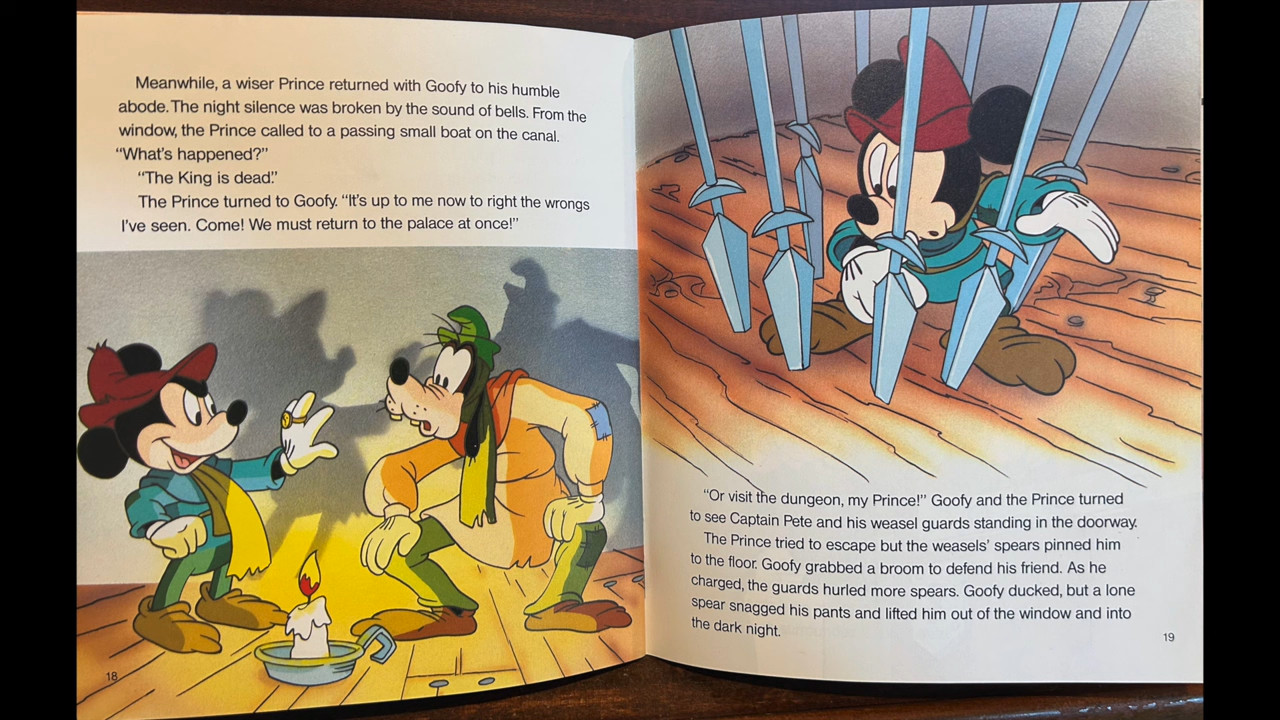 Meanwhile, a wiser Prince returned with Goofy to his humble
abode. The night silence was broken by the sound of bells. From the
window, the Prince called to a passing small boat on the canal.
“What’s happened?”
“The King is dead.”
The Prince turned to Goofy. “It’s up to me now to right the wrongs
I’ve seen. Come! We must return to the palace at once!”
18
“Or visit the dungeon, my Prince!” Goofy and the Prince turned
to see Captain Pete and his weasel guards standing in the doorway.
The Prince tried to escape but the weasels’ spears pinned him
to the floor. Goofy grabbed a broom to defend his friend. As he
charged, the guards hurled more spears. Goofy ducked, but a lone
spear snagged his pants and lifted him out of the window and into
the dark night.
19